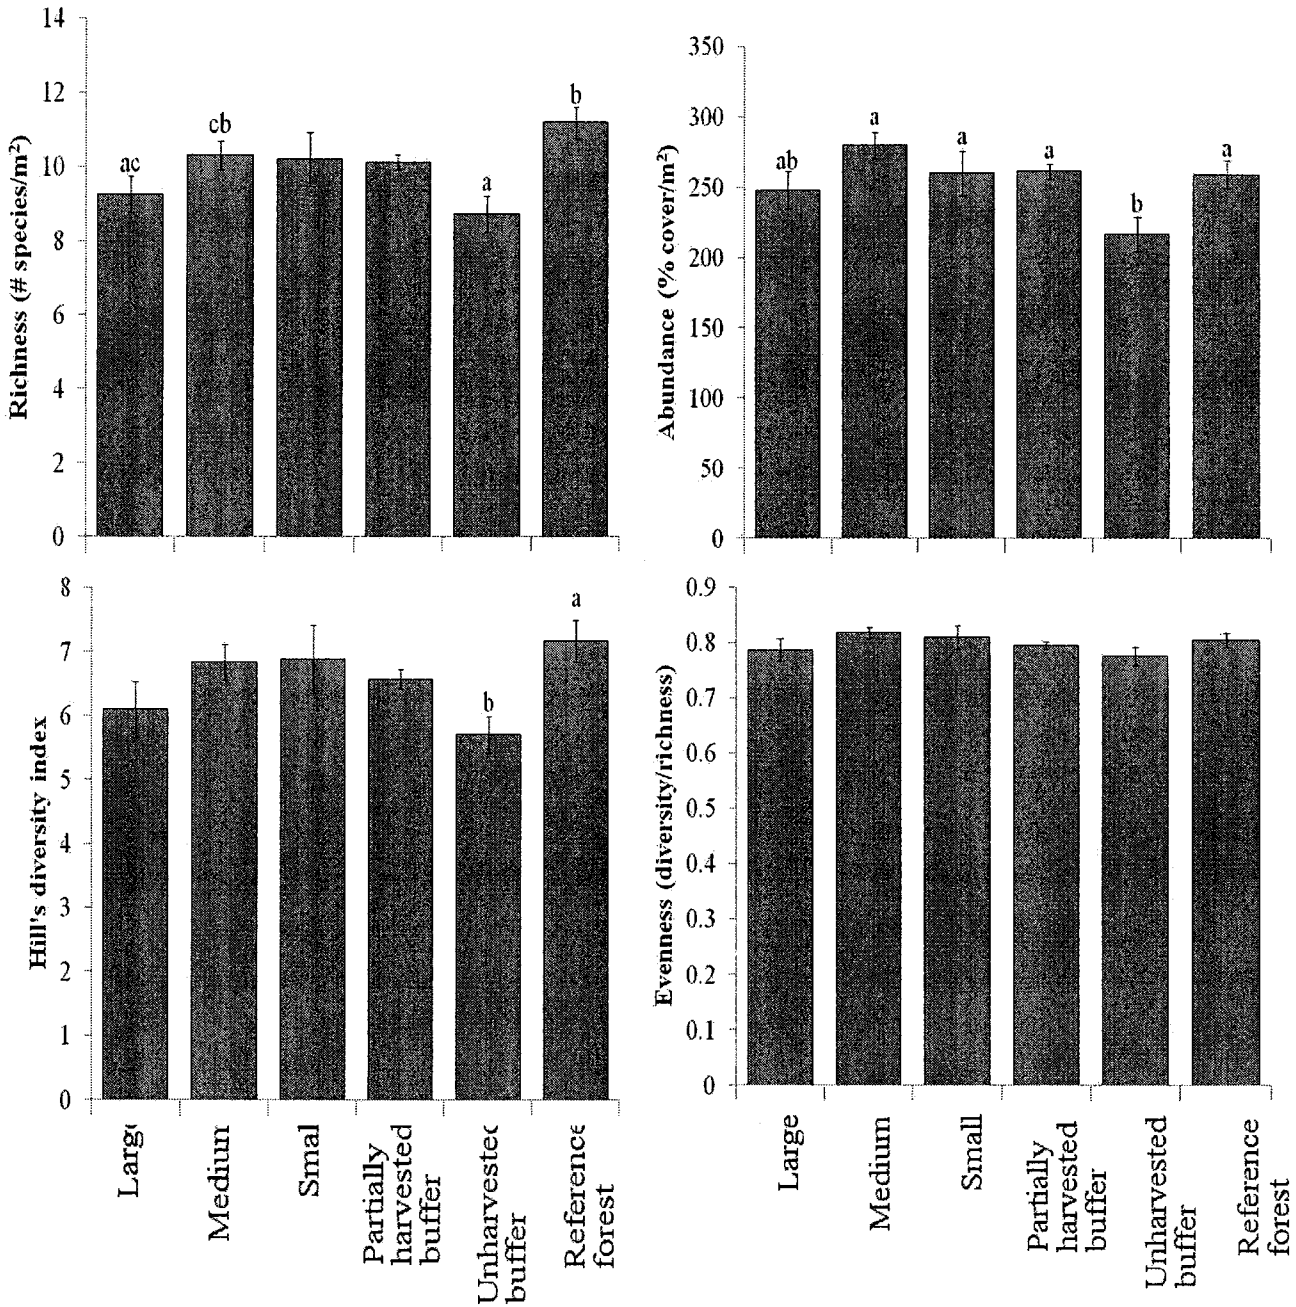 Richness (# species/m²)
14
12
10
8
6
4
2
0
ac
cb
a
b
Abundance (% cover/m²)
350
300
250
200
150
100
50
0
ab
a
a
a
b
a
Hill's diversity index
8
7
6
5
4
3
2
1
0
b
a
Larg
Mediun
Smal
Partially
harvested
buffer
Unharvestec
buffer
Reference
forest
Evenness (diversity/richness)
0.9
0.8
0.7
0.6
0.5
0.4
0.3
0.2
0.1
0
Large
Medium
Small
Partially
harvested
buffer
Unharvested
buffer
Reference
forest